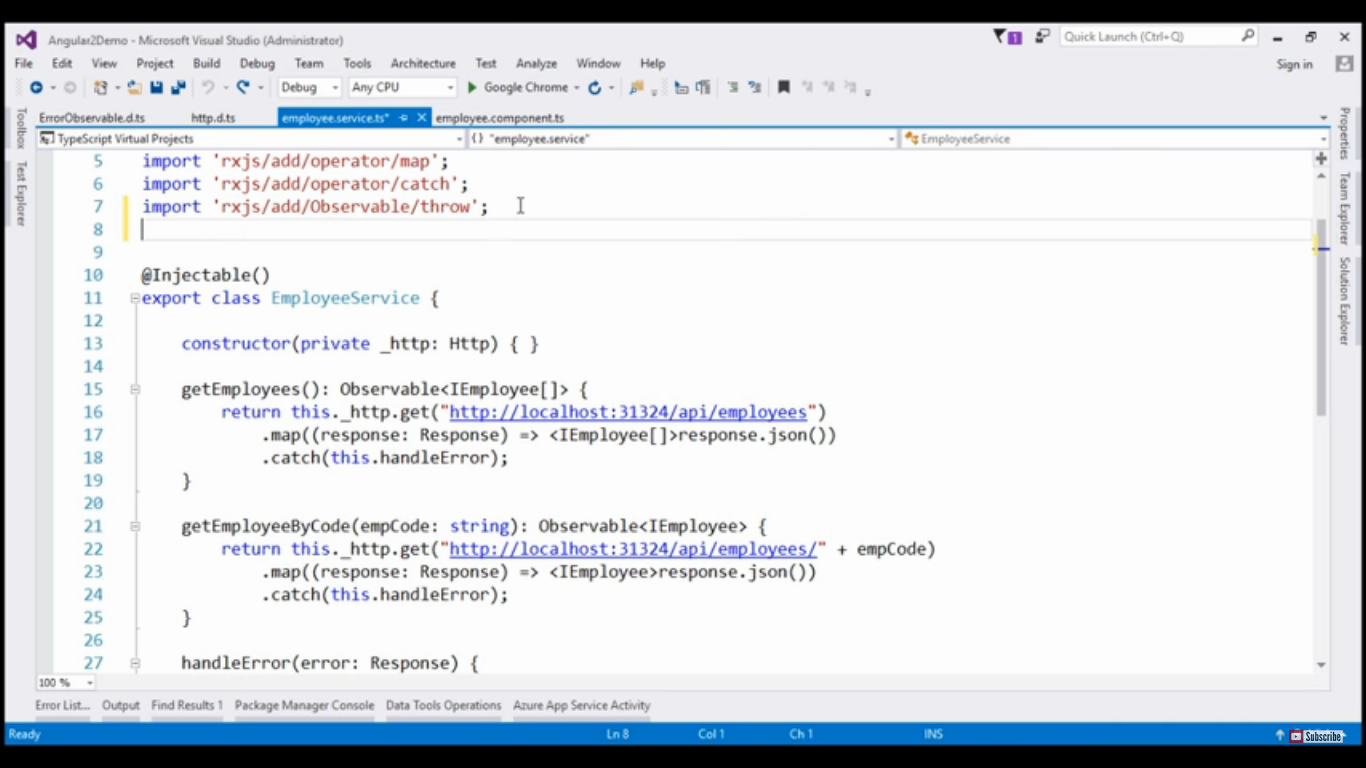 Angular2Demo - Microsoft Visual Studio (Administrator)
1
Quick Launch (Ctrl+Q)
File Edit View Project Build Debug Team Tools Architecture Test Analyze Window Help
Sign in
Debug Any CPU Google Chrome
Toolbox
Test Explorer
ErrorObservable.d.ts http.d.ts employee.service.ts* employee.component.ts
TypeScript Virtual Projects {} "employee.service" EmployeeService
5 import 'rxjs/add/operator/map';
6 import 'rxjs/add/operator/catch';
7 import 'rxjs/add/Observable/throw';
8
9
10 @Injectable()
11 export class EmployeeService {
12
13 constructor(private _http: Http) { }
14
15 getEmployees(): Observable<IEmployee[]> {
16 return this._http.get("http://localhost:31324/api/employees")
17 .map((response: Response) => <IEmployee[]>response.json())
18 .catch(this.handleError);
19 }
20
21 getEmployeeByCode(empCode: string): Observable<IEmployee> {
22 return this._http.get("http://localhost:31324/api/employees/" + empCode)
23 .map((response: Response) => <IEmployee>response.json())
24 .catch(this.handleError);
25 }
26
27 handleError(error: Response) {
Properties
Team Explorer
Solution Explorer
100 %
Error List... Output Find Results 1 Package Manager Console Data Tools Operations Azure App Service Activity
Ready Ln 8 Col 1 Ch 1 INS
Subscribe